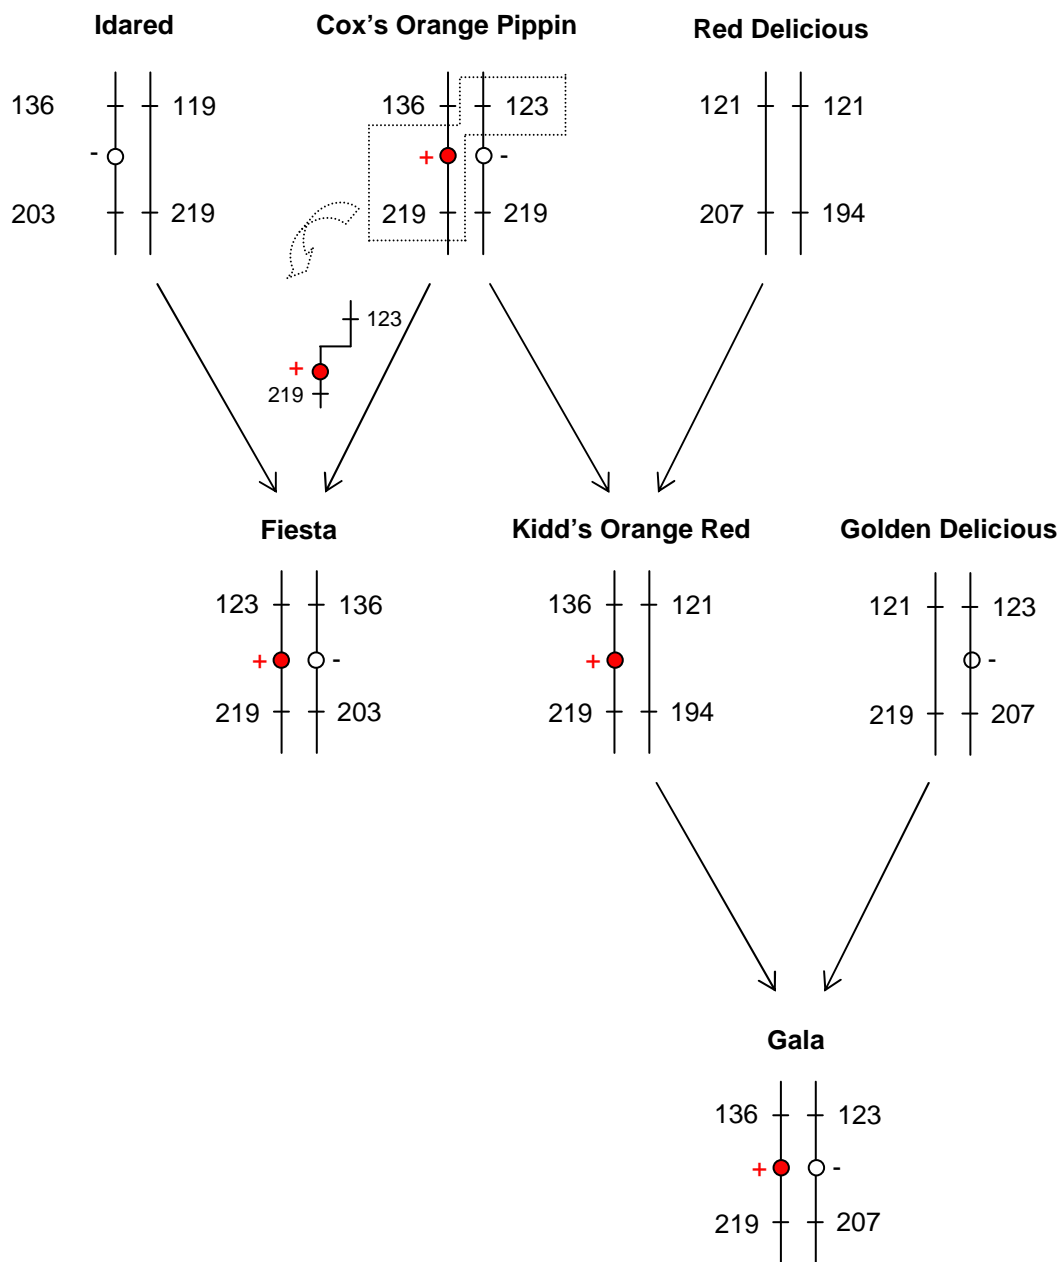 Idared Cox's Orange Pippin Red Delicious
136 119 136 123 121 121
- + -
203 219 219 219 207 194
123
+
219
Fiesta Kidd's Orange Red Golden Delicious
123 136 136 121 121 123
+ - + -
219 203 219 194 219 207
Gala
136 123
+ -
219 207